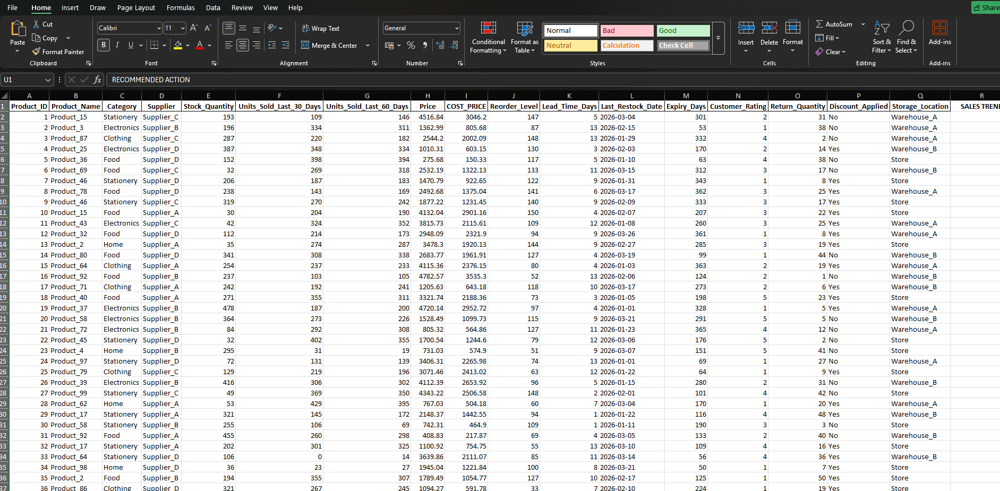 File Home Insert Draw Page Layout Formulas Data Review View Help Share
Paste Cut Copy Format Painter Clipboard
Calibri 11 B I U A Font
Wrap Text Merge & Center Alignment
General % Number
Conditional Formatting Format as Table Normal Bad Good Neutral Calculation Check Cell Styles
Insert Delete Format Cells
AutoSum Fill Clear Sort & Filter Find & Select Editing
Add-ins Add-ins
U1 fx RECOMMENDED ACTION
A B C D E F G H I J K L M N O P Q R
1 Product_ID Product_Name Category Supplier Stock_Quantity Units_Sold_Last_30_Days Units_Sold_Last_60_Days Price COST_PRICE Reorder_Level Lead_Time_Days Last_Restock_Date Expiry_Days Customer_Rating Return_Quantity Discount_Applied Storage_Location SALES TREN
2 1 Product_15 Stationery Supplier_C 193 109 146 4516.84 3046.2 147 5 2026-03-04 301 2 31 No Warehouse_A
3 2 Product_3 Electronics Supplier_B 196 334 311 1362.99 805.68 87 13 2026-02-15 53 1 38 No Warehouse_A
4 3 Product_87 Clothing Supplier_C 287 220 182 2544.2 2002.09 148 13 2026-01-29 332 4 2 No Warehouse_A
5 4 Product_25 Electronics Supplier_D 387 348 334 1010.31 603.15 130 3 2026-02-03 170 2 14 Yes Warehouse_B
6 5 Product_36 Food Supplier_D 152 398 394 275.68 150.33 117 5 2026-01-10 63 4 38 No Store
7 6 Product_69 Food Supplier_C 32 269 318 2532.19 1322.13 133 11 2026-03-15 312 3 17 No Warehouse_B
8 7 Product_46 Stationery Supplier_D 206 187 183 1470.79 922.65 122 9 2026-01-31 343 1 8 Yes Store
9 8 Product_78 Food Supplier_D 238 143 169 2492.68 1375.04 141 6 2026-03-17 362 3 25 Yes Warehouse_A
10 9 Product_46 Stationery Supplier_C 319 270 242 1877.22 1231.45 140 9 2026-02-09 333 3 17 Yes Store
11 10 Product_15 Food Supplier_A 30 204 190 4132.04 2901.16 150 4 2026-02-07 207 3 22 Yes Store
12 11 Product_43 Electronics Supplier_C 42 324 352 3815.73 2115.61 109 12 2026-01-08 260 3 25 Yes Warehouse_A
13 12 Product_32 Food Supplier_D 112 214 173 2948.09 2321.9 94 9 2026-03-26 361 1 8 Yes Warehouse_A
14 13 Product_2 Home Supplier_A 35 274 287 3478.3 1920.13 144 9 2026-02-27 285 3 19 Yes Store
15 14 Product_80 Food Supplier_D 341 308 338 2683.77 1961.91 127 4 2026-03-19 99 1 44 No Warehouse_B
16 15 Product_64 Clothing Supplier_A 254 237 233 4115.36 2376.15 80 4 2026-01-03 363 2 19 Yes Warehouse_A
17 16 Product_92 Food Supplier_B 237 103 105 4782.57 3535.3 52 13 2026-02-06 124 2 1 No Warehouse_B
18 17 Product_71 Clothing Supplier_A 242 192 241 1205.63 643.18 118 10 2026-03-17 273 2 6 Yes Warehouse_B
19 18 Product_40 Food Supplier_A 271 355 311 3321.74 2188.36 73 3 2026-01-05 198 5 23 Yes Store
20 19 Product_37 Electronics Supplier_B 478 187 200 4720.14 2952.72 97 4 2026-01-01 328 1 5 Yes Warehouse_A
21 20 Product_58 Electronics Supplier_B 364 273 226 1528.49 1099.73 115 9 2026-03-21 291 5 5 No Warehouse_B
22 21 Product_72 Electronics Supplier_B 84 292 308 805.32 564.86 127 11 2026-01-23 365 4 12 No Warehouse_A
23 22 Product_45 Stationery Supplier_D 32 402 355 1700.54 1244.6 79 12 2026-03-06 176 5 2 No Store
24 23 Product_4 Home Supplier_B 295 31 19 731.03 574.9 51 9 2026-03-07 151 5 41 No Store
25 24 Product_97 Stationery Supplier_D 72 131 139 3406.31 2265.98 74 13 2026-01-01 69 1 27 No Warehouse_A
26 25 Product_79 Clothing Supplier_C 129 219 196 3071.46 2413.02 63 12 2026-01-22 64 1 9 Yes Store
27 26 Product_39 Electronics Supplier_B 416 306 302 4112.39 2653.92 96 5 2026-01-15 280 2 31 No Warehouse_B
28 27 Product_99 Stationery Supplier_C 49 369 350 4343.22 2506.58 148 2 2026-02-01 101 4 42 No Store
29 28 Product_62 Home Supplier_A 53 429 395 767.03 504.18 60 7 2026-03-04 170 1 20 Yes Warehouse_A
30 29 Product_17 Stationery Supplier_A 321 145 172 2148.37 1442.55 94 1 2026-01-22 116 4 48 Yes Warehouse_B
31 30 Product_58 Stationery Supplier_B 255 106 69 742.31 464.9 109 1 2026-01-11 190 3 3 No Store
32 31 Product_92 Food Supplier_A 455 260 298 408.83 217.87 69 4 2026-03-05 133 2 40 No Warehouse_B
33 32 Product_17 Stationery Supplier_A 202 301 325 1100.92 754.75 55 13 2026-03-10 109 4 16 Yes Store
34 33 Product_64 Stationery Supplier_D 106 0 14 3639.86 2111.07 85 11 2026-03-14 56 4 36 Yes Warehouse_B
35 34 Product_98 Home Supplier_D 36 23 27 1945.04 1221.84 100 8 2026-03-21 50 1 7 Yes Store
36 35 Product_2 Food Supplier_B 194 355 307 1789.49 1054.77 127 10 2026-02-17 125 1 50 Yes Store
37 36 Product_86 Clothing Supplier_D 321 267 245 1094.27 591.78 33 7 2026-02-10 224 1 19 Yes Store